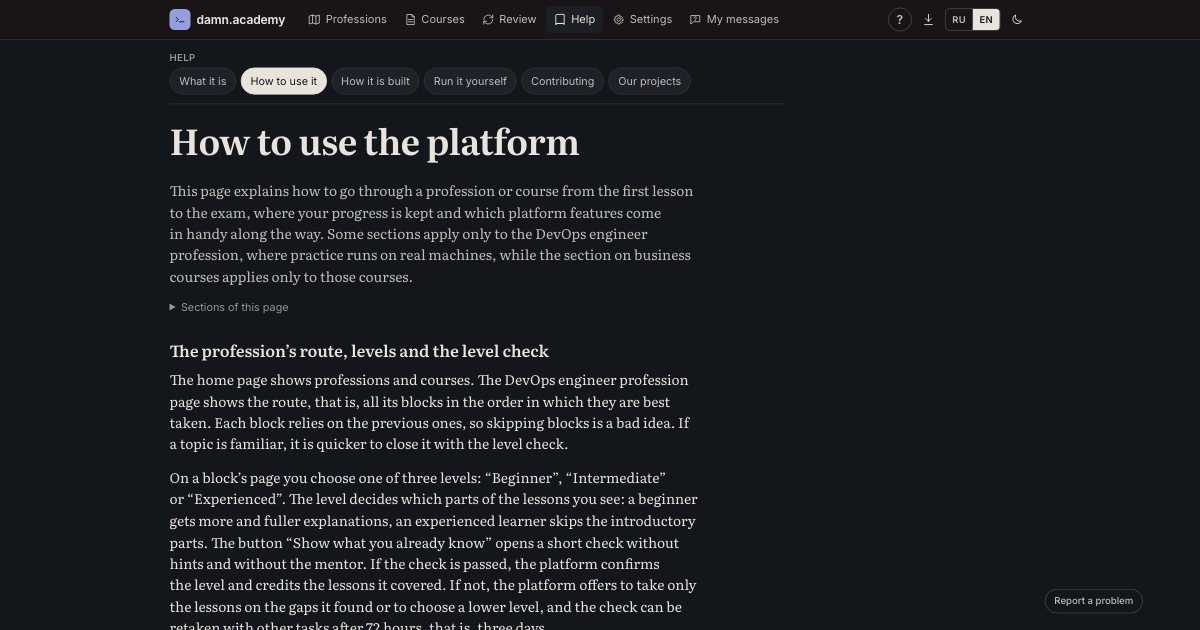 damn.academy
Professions
Courses
Review
Help
Settings
My messages
?
RU
EN
HELP
What it is
How to use it
How it is built
Run it yourself
Contributing
Our projects
How to use the platform
This page explains how to go through a profession or course from the first lesson
to the exam, where your progress is kept and which platform features come
in handy along the way. Some sections apply only to the DevOps engineer
profession, where practice runs on real machines, while the section on business
courses applies only to those courses.
Sections of this page
The profession’s route, levels and the level check
The home page shows professions and courses. The DevOps engineer profession
page shows the route, that is, all its blocks in the order in which they are best
taken. Each block relies on the previous ones, so skipping blocks is a bad idea. If
a topic is familiar, it is quicker to close it with the level check.
On a block’s page you choose one of three levels: “Beginner”, “Intermediate”
or “Experienced”. The level decides which parts of the lessons you see: a beginner
gets more and fuller explanations, an experienced learner skips the introductory
parts. The button “Show what you already know” opens a short check without
hints and without the mentor. If the check is passed, the platform confirms
the level and credits the lessons it covered. If not, the platform offers to take only
the lessons on the gaps it found or to choose a lower level, and the check can be
retaken with other tasks after 72 hours, that is, three days.
Report a problem